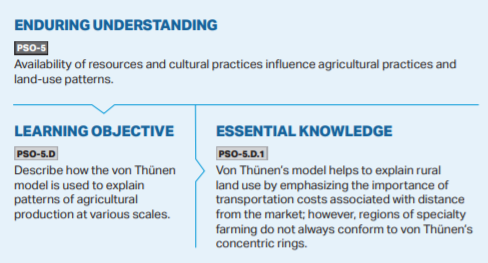 ENDURING UNDERSTANDING
PSO-5
Availability of resources and cultural practices influence agricultural practices and
land-use patterns.
LEARNING OBJECTIVE
PSO-5.D
Describe how the von Thünen
model is used to explain
patterns of agricultural
production at various scales.
ESSENTIAL KNOWLEDGE
PSO-5.D.1
Von Thünen's model helps to explain rural
land use by emphasizing the importance of
transportation costs associated with distance
from the market; however, regions of specialty
farming do not always conform to von Thünen's
concentric rings.